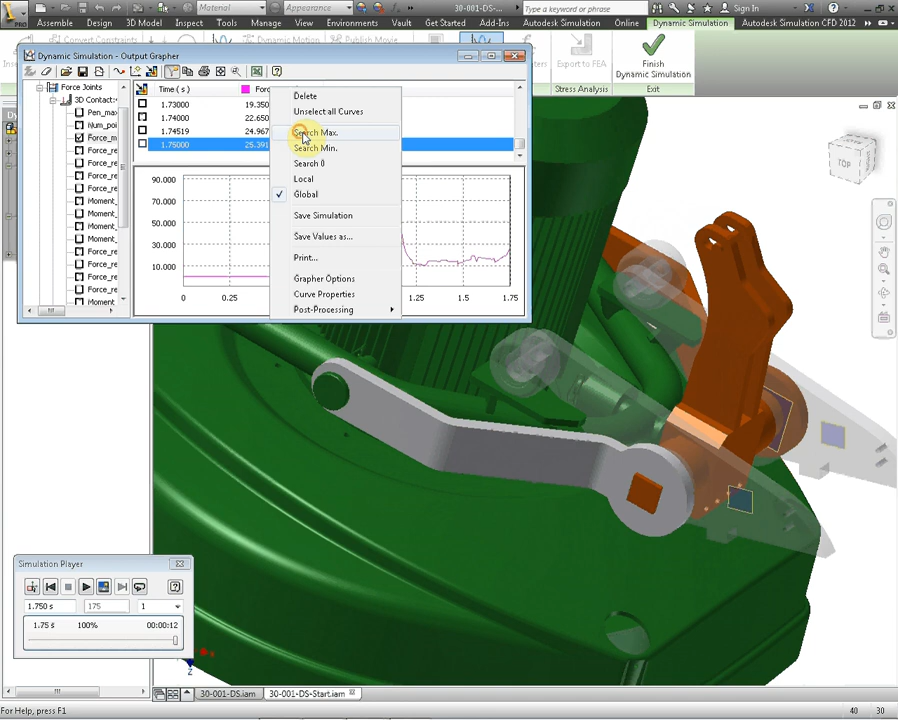 PRO
Material
Appearance
30-001-DS-...
Type a keyword or phrase
Sign In
Assembly
Design
3D Model
Inspect
Tools
Manage
View
Environments
Vault
Get Started
Add-Ins
Autodesk Simulation
Online
Dynamic Simulation
Autodesk Simulation CFD 2012
Convert Constraints
Dynamic Motion
Publish Movie
Export to FEA
Finish
Dynamic Simulation
Stress Analysis
Exit
Dynamic Simulation - Output Grapher
Force Joints
3D Contact:
Pen_max
Num_poin
Force_m
Force_re
Force_re
Force_re
Moment_
Moment_
Moment_
Force_re
Force_re
Force_re
Moment
Time ( s )
Forc
1.73000
19.350
1.74000
22.650
1.74519
24.967
1.75000
25.391
90.000
70.000
50.000
30.000
10.000
0
0.25
1.25
1.5
1.75
Delete
Unselect all Curves
Search Max.
Search Min.
Search 0
Local
Global
Save Simulation
Save Values as...
Print...
Grapher Options
Curve Properties
Post-Processing
TOP
Simulation Player
1.750 s
175
1
1.75 s
100%
00:00:12
Z
30-001-DS.iam
30-001-DS-Start.iam
For Help, press F1
40
30